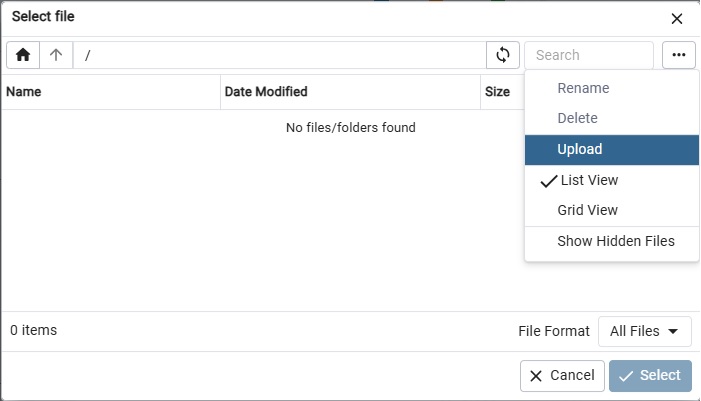 Select file
/
Search
Name
Date Modified
Size
No files/folders found
Rename
Delete
Upload
List View
Grid View
Show Hidden Files
0 items
File Format
All Files
Cancel
Select